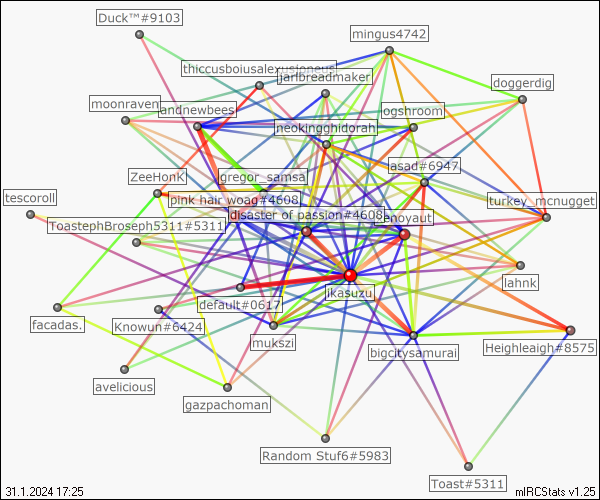 Duck™#9103
mingus4742
thiccusboiusalexusioneusi
jarlbreadmaker
doggerdig
moonraven
andnewbees
ogshroom
neokingghidorah
asad#6947
ZeeHonK
gregor_samsa
tescoroll
pink hair woag#4608
turkey_mcnugget
disaster of passion#4608
enoyaut
ToastephBroseph5311#5311
lahnk
default#0617
ikasuzu
facadas.
Knowun#6424
mukszi
bigcitysamurai
Heighleaigh#8575
avelicious
gazpachoman
Random Stuf6#5983
Toast#5311
31.1.2024 17:25
mIRCStats v1.25